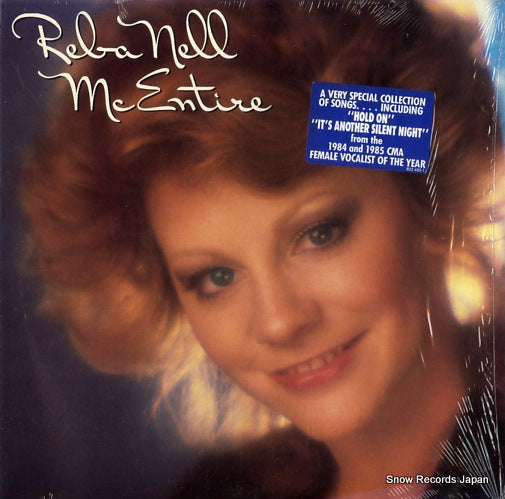 Reba Nell
McEntire
A VERY SPECIAL COLLECTION
OF SONGS. . . . INCLUDING
"HOLD ON"
"IT'S ANOTHER SILENT NIGHT"
from the
1984 and 1985 CMA
FEMALE VOCALIST OF THE YEAR
Snow Records Japan